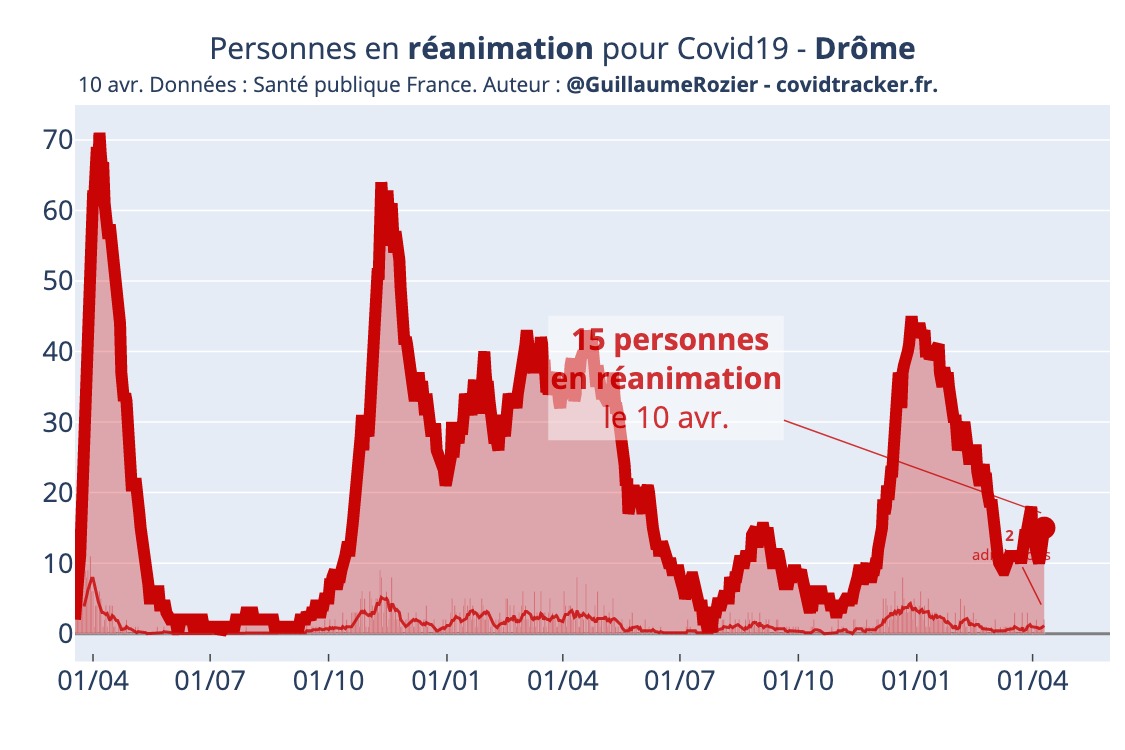 Personnes en réanimation pour Covid19 - Drôme
10 avr. Données : Santé publique France. Auteur : @GuillaumeRozier - covidtracker.fr.
70
60
50
40
30
20
10
0
15 personnes
en réanimation
le 10 avr.
2
01/04 01/07 01/10 01/01 01/04 01/07 01/10 01/01 01/04